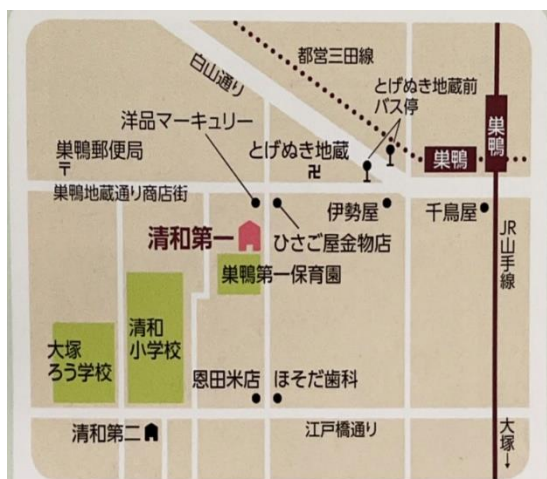 都営三田線
白山通り
とげぬき地蔵前
バス停
洋品マーキュリー
巣鴨
巣鴨郵便局
〒
とげぬき地蔵
卍
巣鴨
巣鴨地蔵通り商店街
伊勢屋
千鳥屋
清和第一
ひさご屋金物店
JR山手線
巣鴨第一保育園
清和
小学校
大塚
ろう学校
恩田米店
ほそだ歯科
清和第二
江戸橋通り
大塚↓